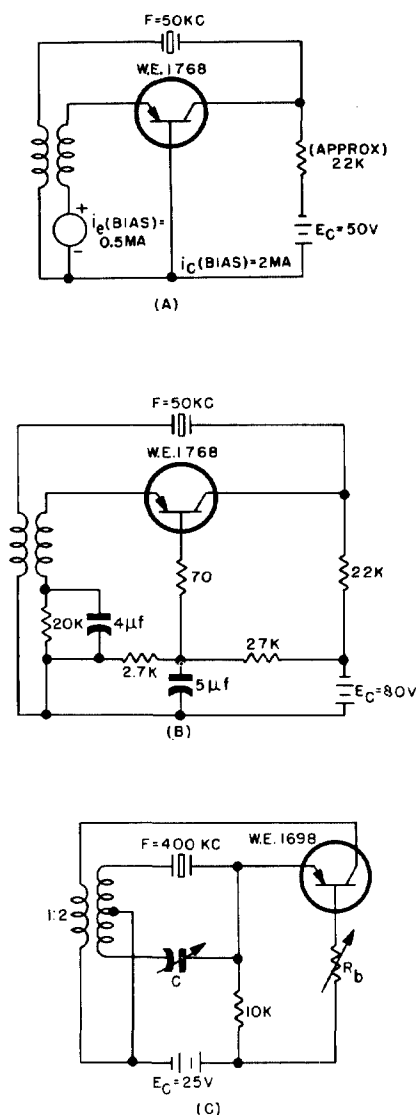 F=50KC
W.E.1768
(APPROX)
22K
+
ie(BIAS)=
0.5MA
-
EC=50V
iC(BIAS)=2MA
(A)
F=50KC
W.E.1768
70
22K
20K
4μf
27K
2.7K
5μf
EC=80V
(B)
F=400 KC
W.E.1698
1:2
C
Rb
10K
EC=25V
(C)